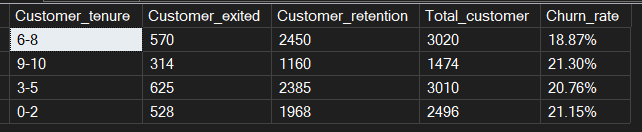 Customer_tenure Customer_exited Customer_retention Total_customer Churn_rate
6-8 570 2450 3020 18.87%
9-10 314 1160 1474 21.30%
3-5 625 2385 3010 20.76%
0-2 528 1968 2496 21.15%